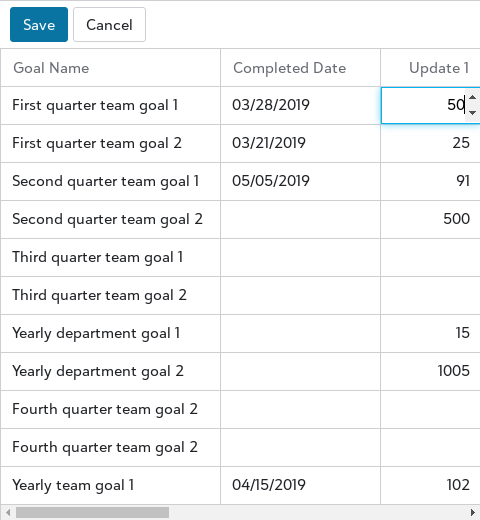 Save Cancel
Goal Name Completed Date Update 1
First quarter team goal 1 03/28/2019 50
First quarter team goal 2 03/21/2019 25
Second quarter team goal 1 05/05/2019 91
Second quarter team goal 2 500
Third quarter team goal 1
Third quarter team goal 2
Yearly department goal 1 15
Yearly department goal 2 1005
Fourth quarter team goal 2
Fourth quarter team goal 2
Yearly team goal 1 04/15/2019 102